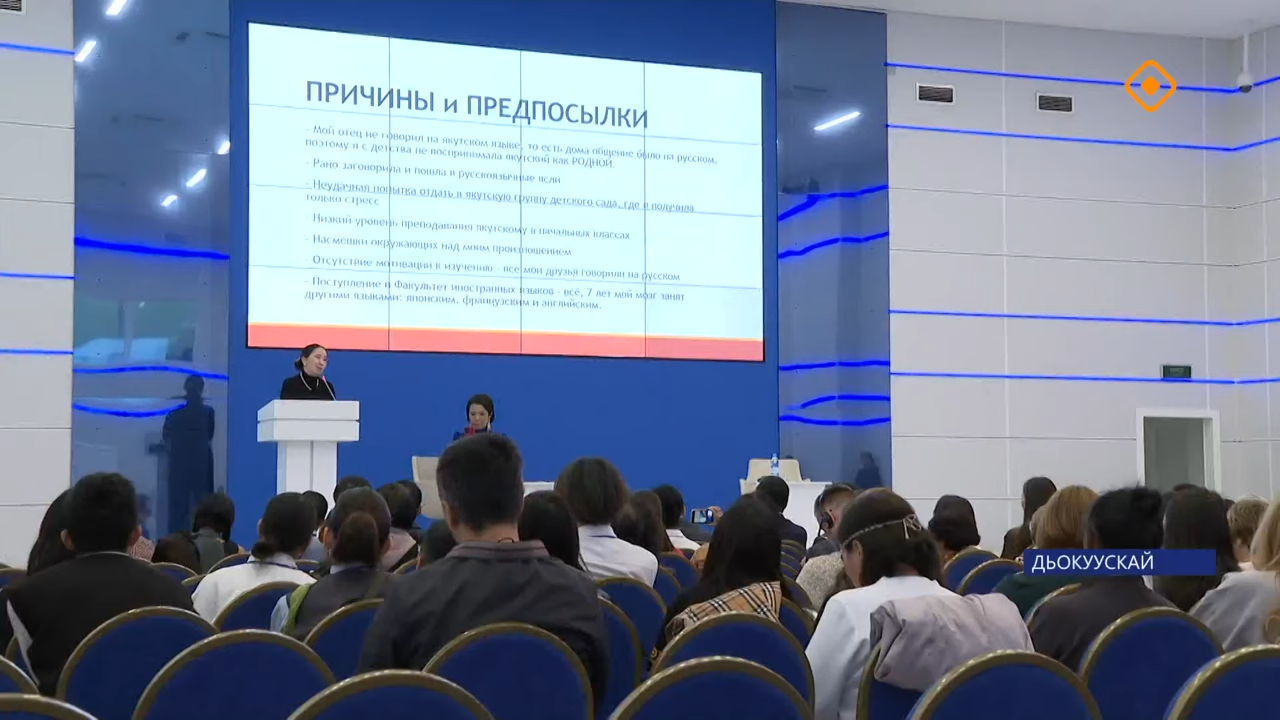 ПРИЧИНЫ и ПРЕДПОСЫЛКИ
- Мой отец не говорил на якутском языке, то есть дома общение было на русском,
поэтому я с детства не воспринимала якутский как РОДНОЙ.
- Рано заговорила и пошла в русскоязычные ясли
- Неудачная попытка отдать в якутскую группу детского сада, где я получила
только стресс
- Низкий уровень преподавания якутскому в начальных классах
- Насмешки окружающих над моим произношением
- Отсутствие мотивации в изучению - все мои друзья говорили на русском
- Поступление в Факультет иностранных языков - всё, 7 лет мой мозг занят
другими языками: японским, французским и английским.
ДЬОКУУСКАЙ